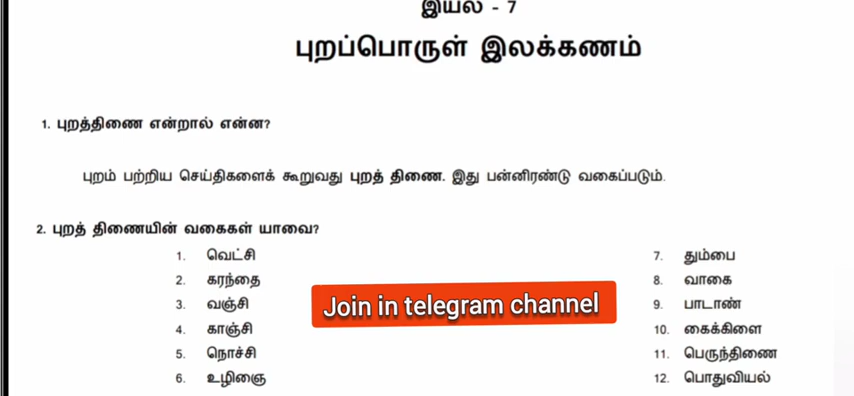 இயல் - 7
புறப்பொருள் இலக்கணம்
1. புறத்திணை என்றால் என்ன?
புறம் பற்றிய செய்திகளைக் கூறுவது புறத் திணை. இது பன்னிரண்டு வகைப்படும்.
2. புறத் திணையின் வகைகள் யாவை?
1. வெட்சி
2. கரந்தை
3. வஞ்சி
4. காஞ்சி
5. நொச்சி
6. உழிஞை
Join in telegram channel
7. தும்பை
8. வாகை
9. பாடாண்
10. கைக்கிளை
11. பெருந்திணை
12. பொதுவியல்